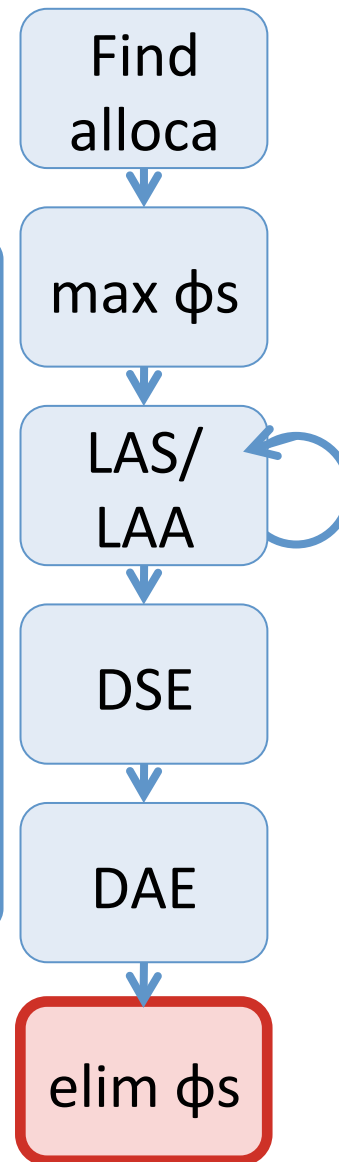 Find
alloca
max ϕs
LAS/
LAA
DSE
DAE
elim ϕs